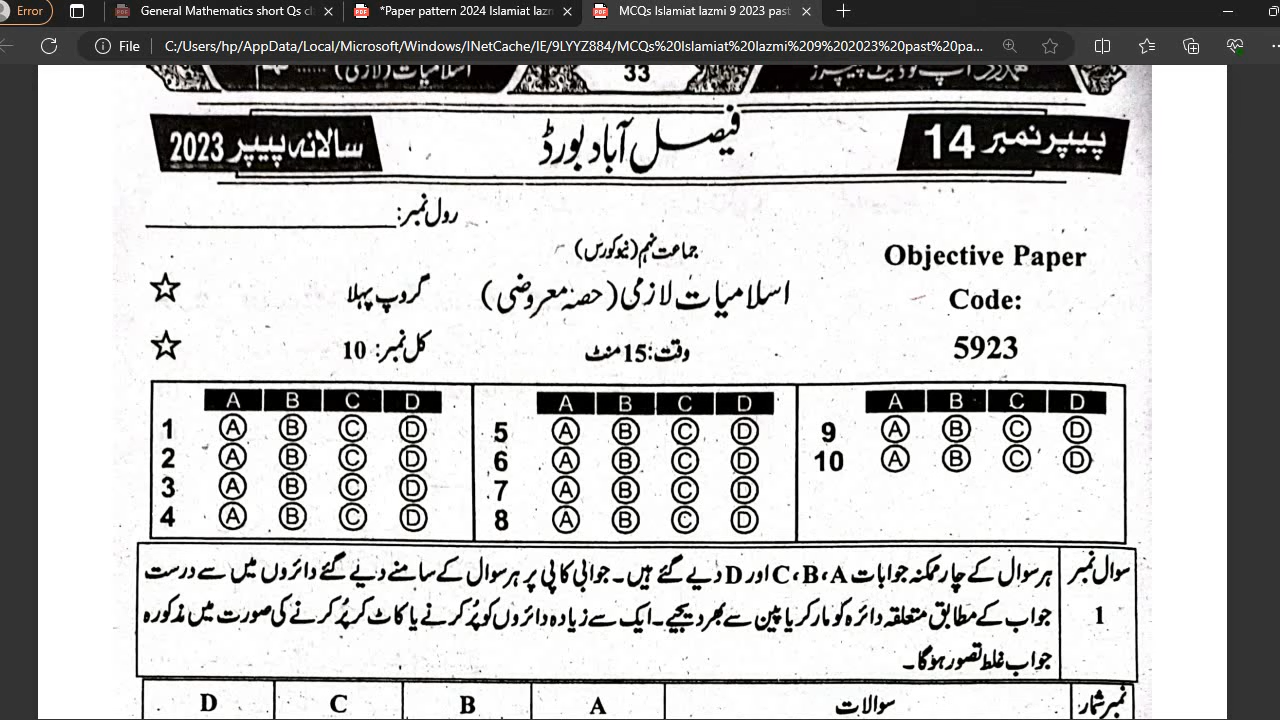 Error
General Mathematics short Qs cl
*Paper pattern 2024 Islamiat lazn
MCQs Islamiat lazmi 9 2023 past
File
C:/Users/hp/AppData/Local/Microsoft/Windows/INetCache/IE/9LYYZ884/MCQs%20Islamiat%20lazmi%209%202023%20past%20pa...
33
پیپر نمبر 14
فیصل آباد بورڈ
سالانہ پیپر 2023
رول نمبر:
جماعت نہم (نیو کورس)
Objective Paper
اسلامیات لازمی (حصہ معروضی)
گروپ پہلا
Code:
5923
وقت: 15 منٹ
کل نمبر: 10
A B C D
1 A B C D
2 A B C D
3 A B C D
4 A B C D
A B C D
5 A B C D
6 A B C D
7 A B C D
8 A B C D
A B C D
9 A B C D
10 A B C D
سوال نمبر 1
ہر سوال کے چار ممکنہ جوابات A، B، C اور D دیے گئے ہیں۔ جوابی کاپی پر ہر سوال کے سامنے دیے گئے دائروں میں سے درست
جواب کے مطابق متعلقہ دائرہ کو مارکر یا پین سے بھر دیجیے۔ ایک سے زیادہ دائروں کو پُر کرنے یا کاٹ کر پُر کرنے کی صورت میں مذکورہ
جواب غلط تصور ہوگا۔
نمبر شمار سوالات A B C D